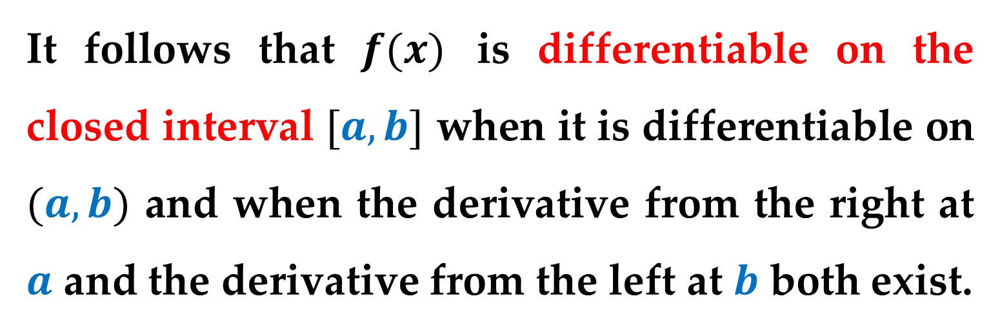 It follows that f(x) is differentiable on the
closed interval [a, b] when it is differentiable on
(a, b) and when the derivative from the right at
a and the derivative from the left at b both exist.